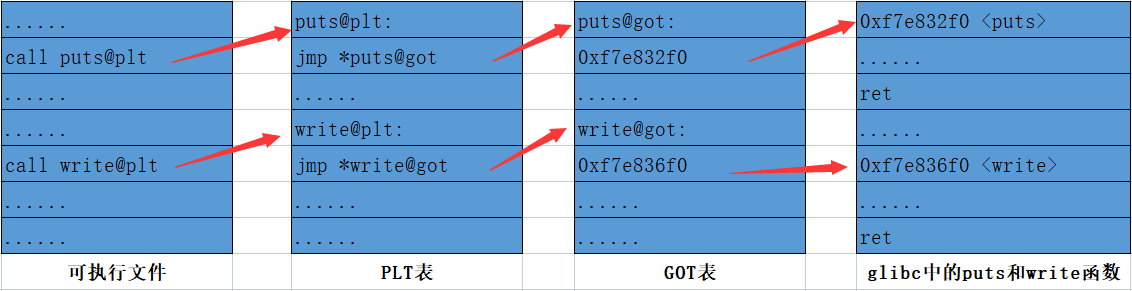 ......
call puts@plt
......
......
call write@plt
......
......
可执行文件
puts@plt:
jmp *puts@got
......
write@plt:
jmp *write@got
......
......
PLT表
puts@got:
0xf7e832f0
......
write@got:
0xf7e836f0
......
......
GOT表
0xf7e832f0 <puts>
......
ret
......
0xf7e836f0 <write>
......
ret
glibc中的puts和write函数